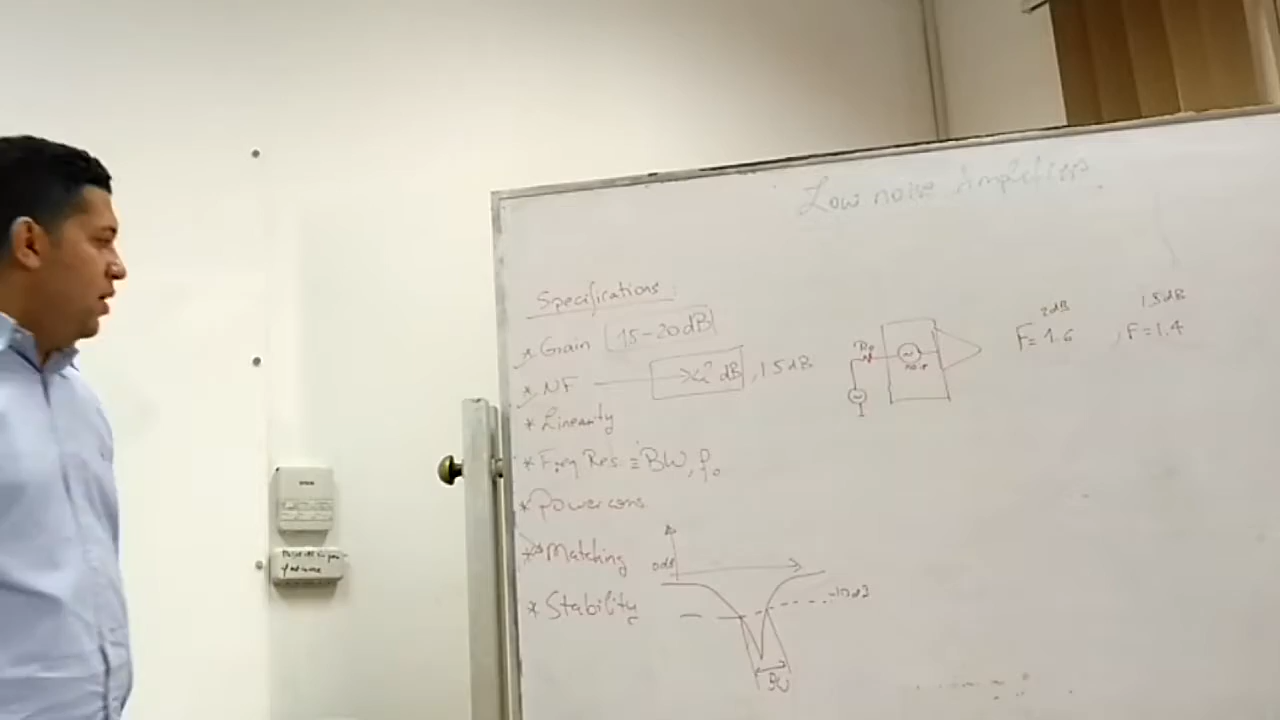 Low noise Amplifiers
Specifications :
* Gain [15-20dB]
* NF → <2 dB , 1.5 dB
* Linearity
* Freq Res. ≡ BW, f₀
* Power cons.
* Matching
* Stability
noise
2dB
F=1.6
1.5dB
, F=1.4
0dB
-10dB
BW